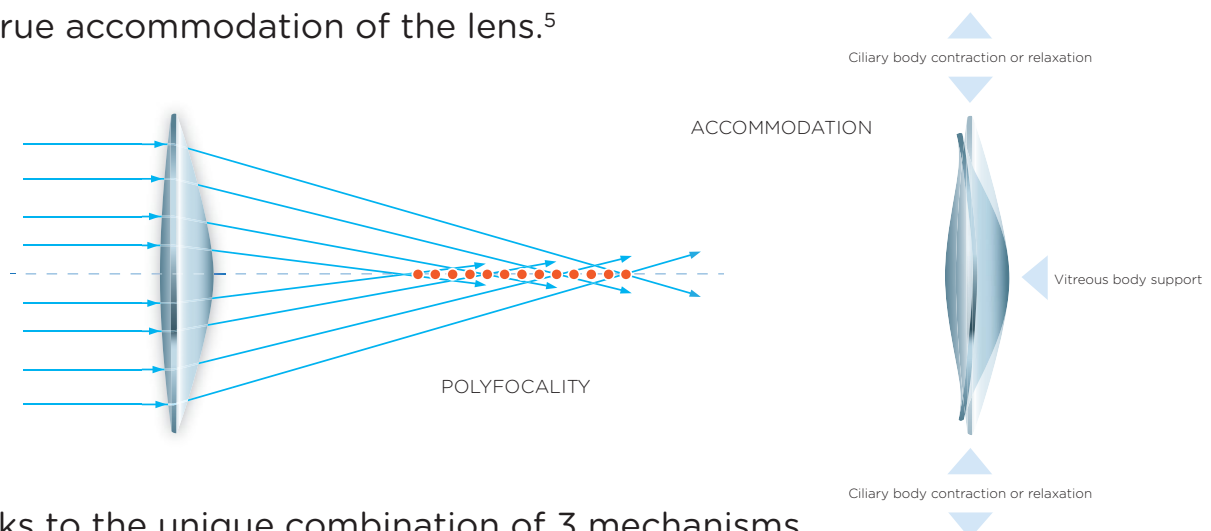 rue accommodation of the lens.⁵
Ciliary body contraction or relaxation
ACCOMMODATION
Vitreous body support
POLYFOCALITY
Ciliary body contraction or relaxation
ks to the unique combination of 3 mechanisms